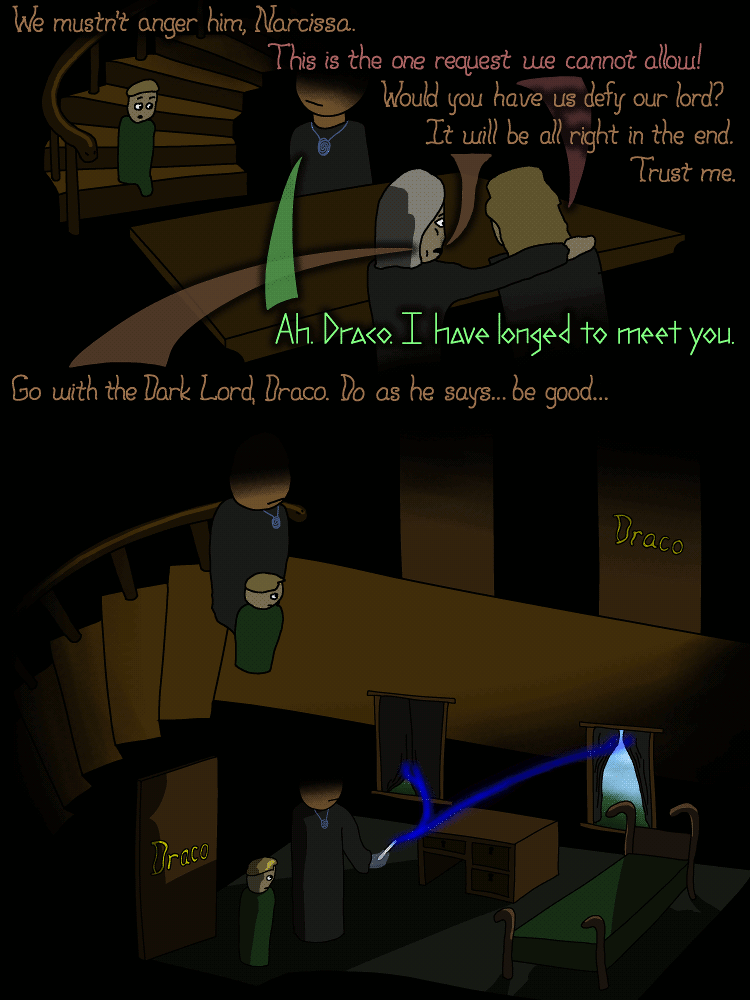 We mustn't anger him, Narcissa.
This is the one request we cannot allow!
Would you have us defy our lord?
It will be all right in the end.
Trust me.
Ah. Draco. I have longed to meet you.
Go with the Dark Lord, Draco. Do as he says... be good...
Draco
Draco